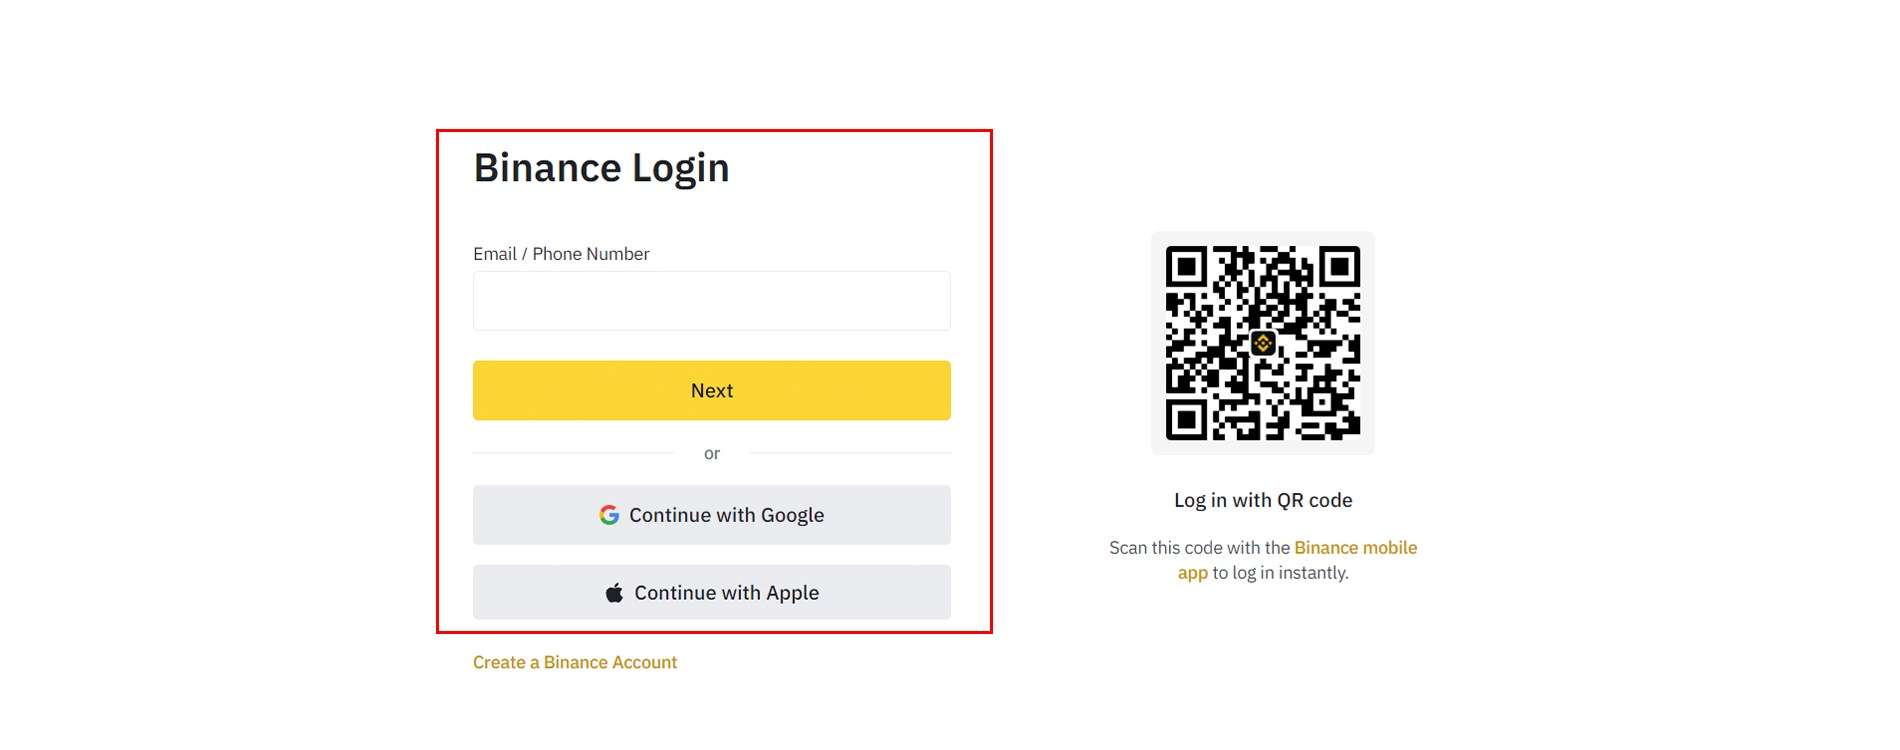 Binance Login
Email / Phone Number
Next
or
Continue with Google
Continue with Apple
Create a Binance Account
Log in with QR code
Scan this code with the Binance mobile
app to log in instantly.